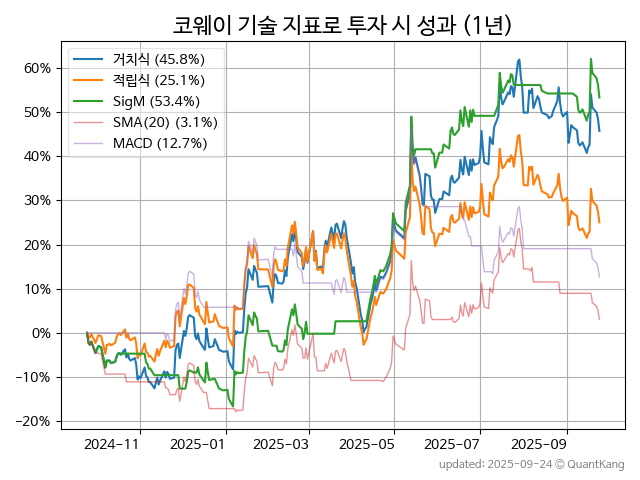 코웨이 기술 지표로 투자 시 성과 (1년)
거치식 (45.8%)
적립식 (25.1%)
SigM (53.4%)
SMA(20) (3.1%)
MACD (12.7%)
60%
50%
40%
30%
20%
10%
0%
−10%
−20%
2024-11 2025-01 2025-03 2025-05 2025-07 2025-09
updated: 2025-09-24 © QuantKang